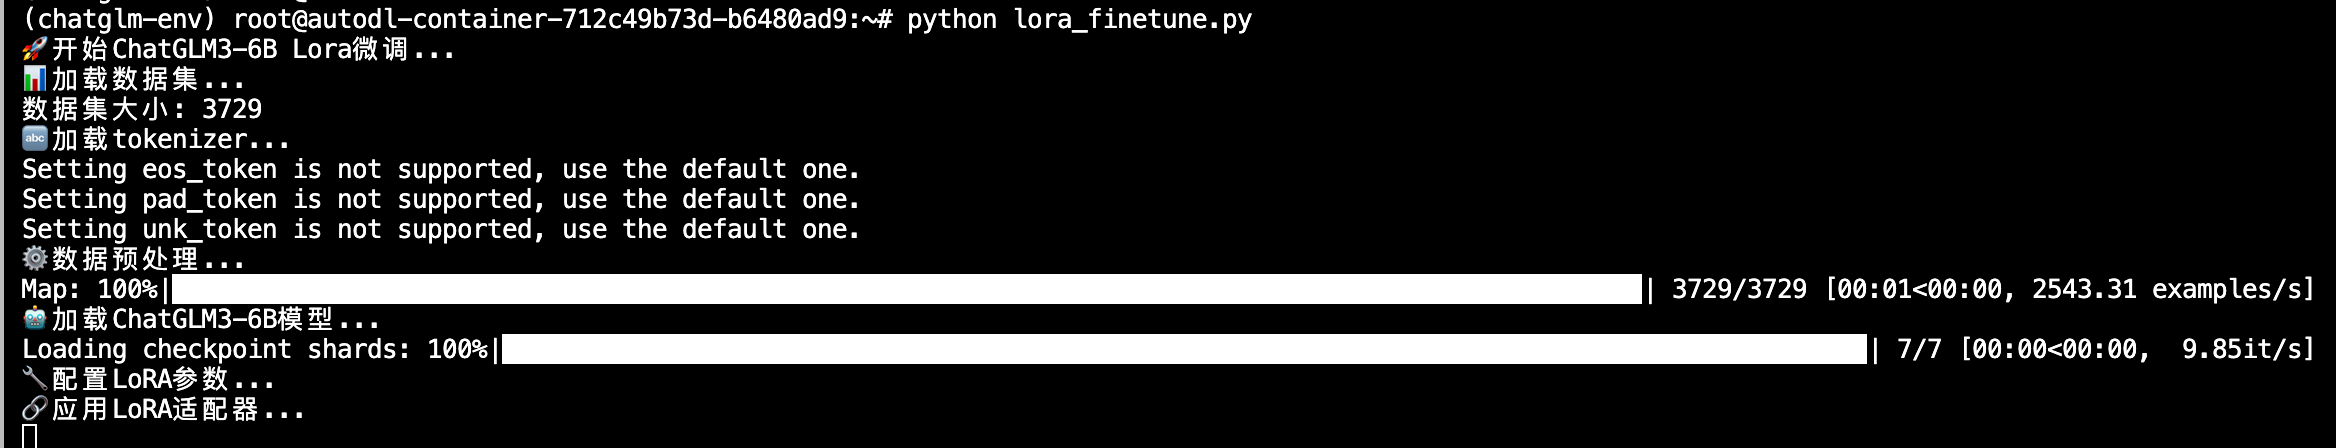 (chatglm-env) root@autodl-container-712c49b73d-b6480ad9:~# python lora_finetune.py
🚀开始ChatGLM3-6B Lora微调...
📊加载数据集...
数据集大小: 3729
🔤加载tokenizer...
Setting eos_token is not supported, use the default one.
Setting pad_token is not supported, use the default one.
Setting unk_token is not supported, use the default one.
⚙️数据预处理...
Map: 100%|| 3729/3729 [00:01<00:00, 2543.31 examples/s]
🤖加载ChatGLM3-6B模型...
Loading checkpoint shards: 100%|| 7/7 [00:00<00:00,  9.85it/s]
🔧配置LoRA参数...
🔗应用LoRA适配器...